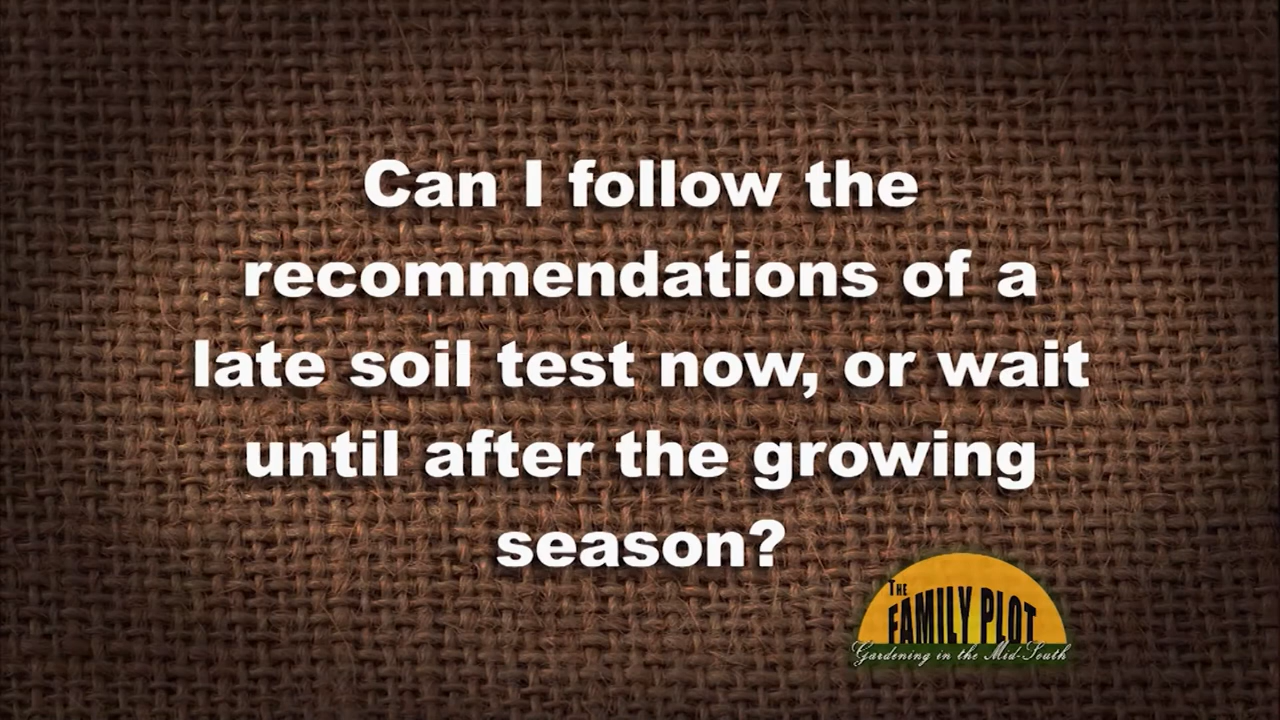 Can I follow the
recommendations of a
late soil test now, or wait
until after the growing
season?
THE
FAMILY PLOT
Gardening in the Mid-South